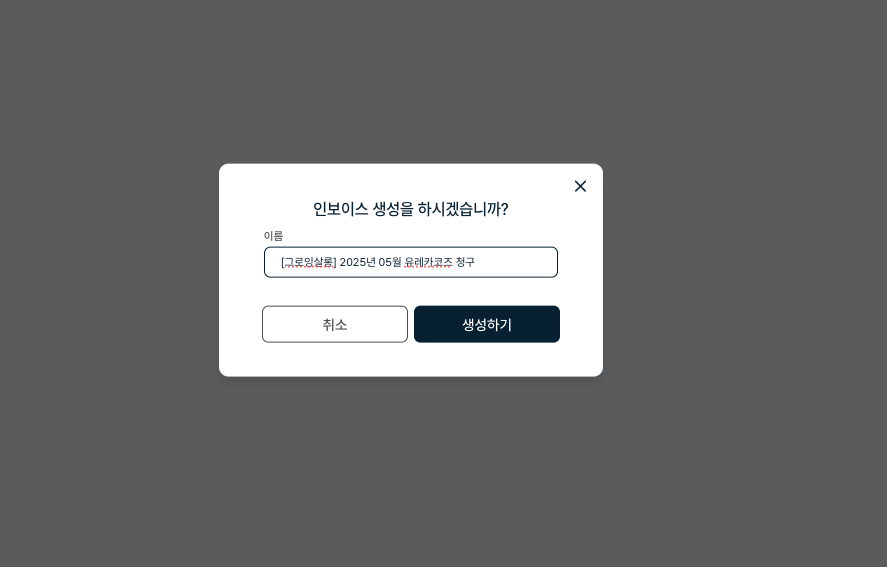 인보이스 생성을 하시겠습니까?
이름
[그로잉살롱] 2025년 05월 유레카코즈 청구
취소
생성하기